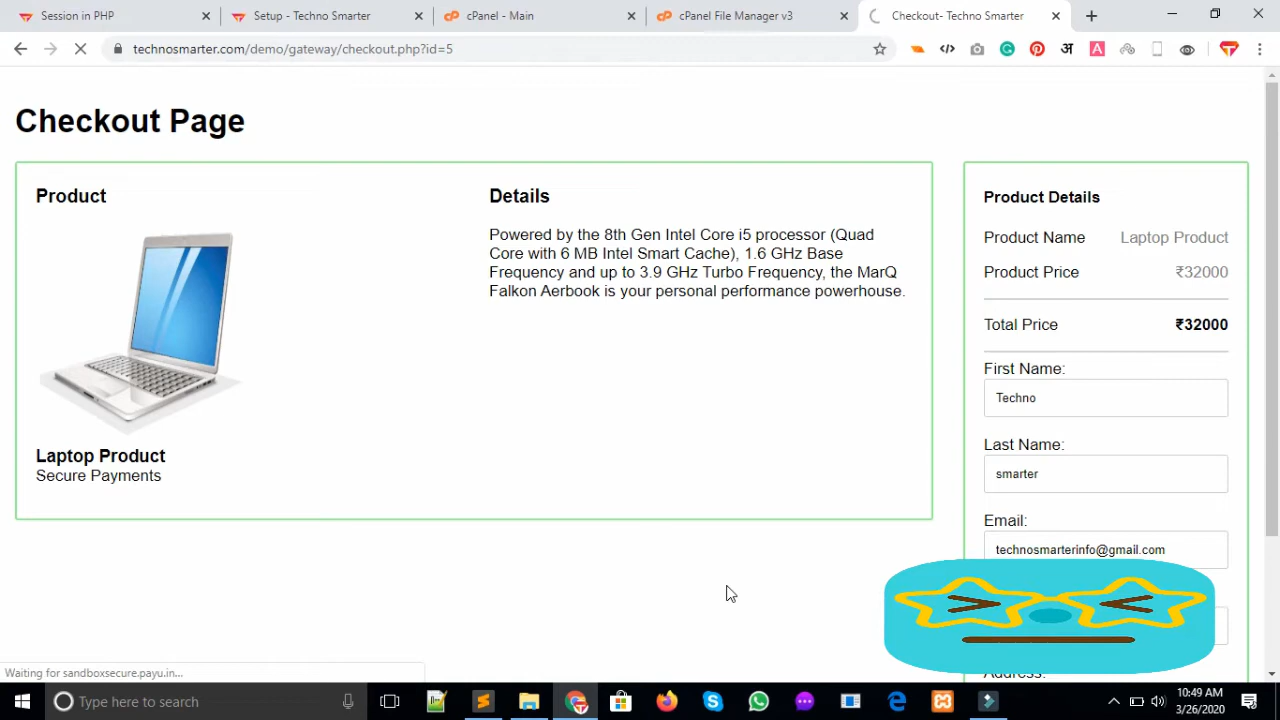 Session in PHP
Setup - Techno Smarter
cPanel - Main
cPanel File Manager v3
Checkout- Techno Smarter
technosmarter.com/demo/gateway/checkout.php?id=5
Checkout Page
Product
Laptop Product
Secure Payments
Details
Powered by the 8th Gen Intel Core i5 processor (Quad
Core with 6 MB Intel Smart Cache), 1.6 GHz Base
Frequency and up to 3.9 GHz Turbo Frequency, the MarQ
Falkon Aerbook is your personal performance powerhouse.
Product Details
Product Name Laptop Product
Product Price ₹32000
Total Price ₹32000
First Name:
Techno
Last Name:
smarter
Email:
technosmarterinfo@gmail.com
Address:
Waiting for sandboxsecure.payu.in...
Type here to search
10:49 AM
3/26/2020